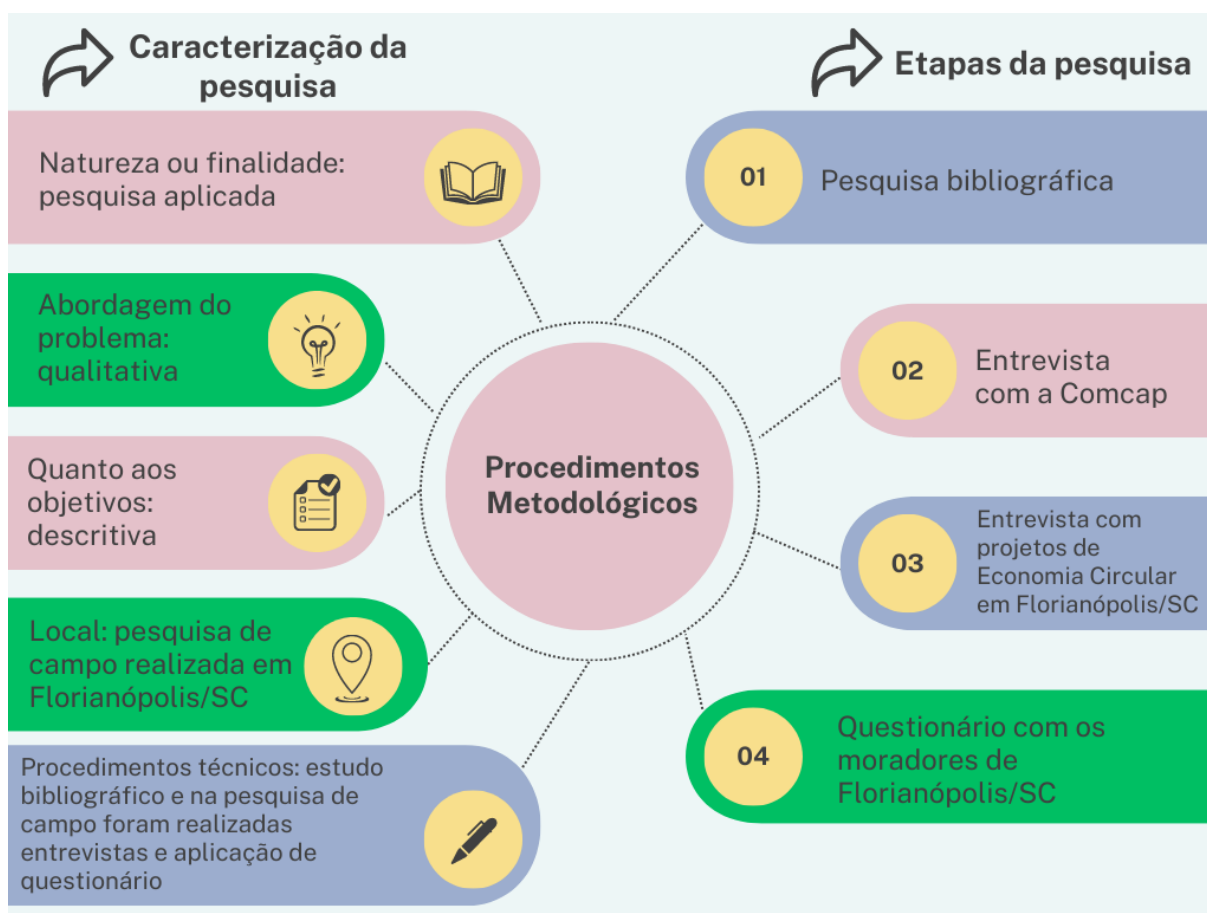 Caracterização da
pesquisa
Natureza ou finalidade:
pesquisa aplicada
Abordagem do
problema:
qualitativa
Quanto aos
objetivos:
descritiva
Local: pesquisa de
campo realizada em
Florianópolis/SC
Procedimentos técnicos: estudo
bibliográfico e na pesquisa de
campo foram realizadas
entrevistas e aplicação de
questionário
Procedimentos
Metodológicos
Etapas da pesquisa
01
Pesquisa bibliográfica
02
Entrevista
com a Comcap
03
Entrevista com
projetos de
Economia Circular
em Florianópolis/SC
04
Questionário com os
moradores de
Florianópolis/SC